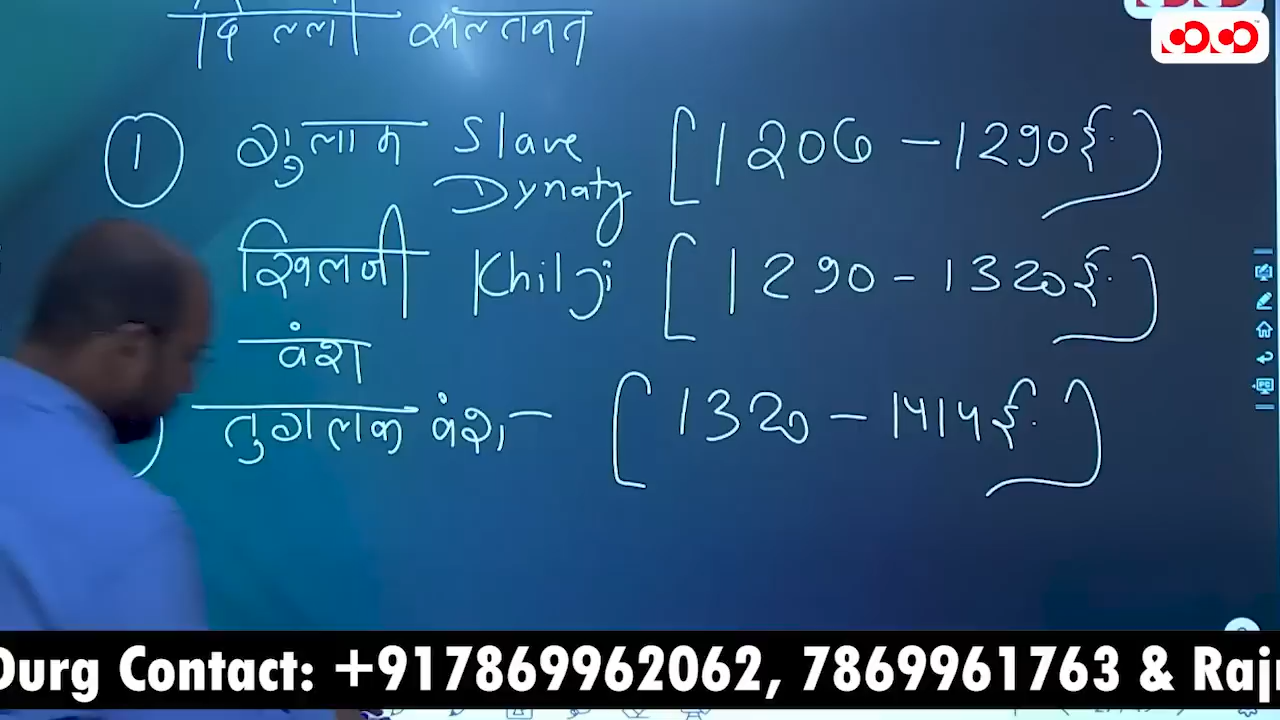 दिल्ली सल्तनत
1 गुलाम Slave [1206 - 1290 ई.]
Dynaty
खिलजी Khilji [1290 - 1320 ई.]
वंश
तुगलक वंश - [1320 - 1414 ई.]
Durg Contact: +917869962062, 7869961763 & Raj